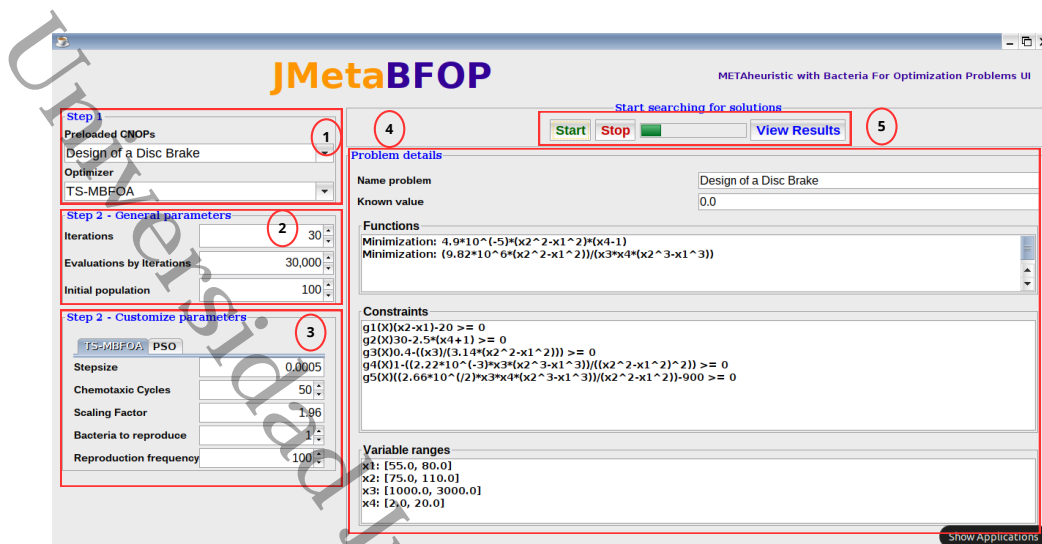 JMetaBFOP
METAheuristic with Bacteria For Optimization Problems UI
Step 1
Preloaded CNOPs
1
Design of a Disc Brake
Optimizer
TS-MBFOA
Step 2 - General parameters
2
Iterations
30
Evaluations by Iterations
30,000
Initial population
100
Step 2 - Customize parameters
3
TS-MBFOA PSO
Stepsize
0.0005
Chemotaxic Cycles
50
Scaling Factor
1.96
Bacteria to reproduce
1
Reproduction frequency
100
4
Start searching for solutions
Start Stop View Results
5
Problem details
Name problem
Design of a Disc Brake
Known value
0.0
Functions
Minimization: 4.9*10^(-5)*(x2^2-x1^2)*(x4-1)
Minimization: (9.82*10^6*(x2^2-x1^2))/(x3*x4*(x2^3-x1^3))
Constraints
g1(X)(x2-x1)-20 >= 0
g2(X)30-2.5*(x4+1) >= 0
g3(X)0.4-((x3)/(3.14*(x2^2-x1^2))) >= 0
g4(X)1-((2.22*10^(-3)*x3*(x2^3-x1^3))/((x2^2-x1^2)^2)) >= 0
g5(X)((2.66*10^(/2)*x3*x4*(x2^3-x1^3))/(x2^2-x1^2))-900 >= 0
Variable ranges
x1: [55.0, 80.0]
x2: [75.0, 110.0]
x3: [1000.0, 3000.0]
x4: [2.0, 20.0]
Show Applications
Universidad J